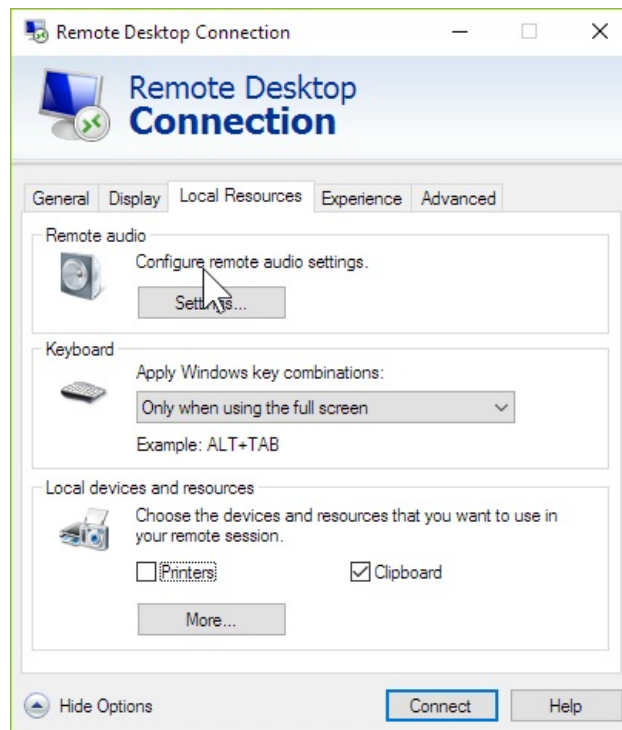 Remote Desktop Connection
Remote Desktop
Connection
General Display Local Resources Experience Advanced
Remote audio
Configure remote audio settings.
Settings...
Keyboard
Apply Windows key combinations:
Only when using the full screen
Example: ALT+TAB
Local devices and resources
Choose the devices and resources that you want to use in
your remote session.
Printers Clipboard
More...
Hide Options Connect Help